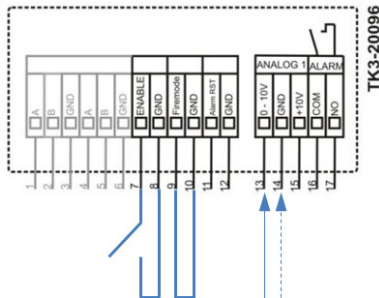 TK3-20096
ANALOG 1 ALARM
A B GND A B GND ENABLE GND Firemode GND Alarm RST GND 0 - 10V GND +10V COM NO
1 2 3 4 5 6 7 8 9 10 11 12 13 14 15 16 17